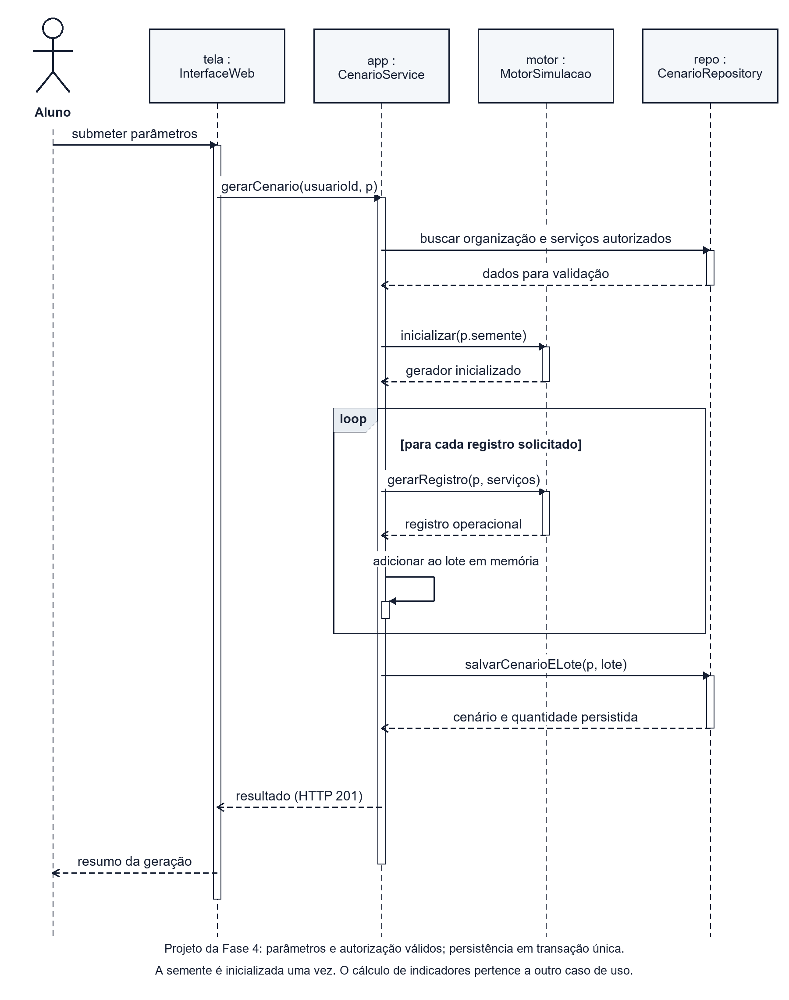 Aluno
tela :
InterfaceWeb
app :
CenarioService
motor :
MotorSimulacao
repo :
CenarioRepository
submeter parâmetros
gerarCenario(usuarioId, p)
buscar organização e serviços autorizados
dados para validação
inicializar(p.semente)
gerador inicializado
loop
[para cada registro solicitado]
gerarRegistro(p, serviços)
registro operacional
adicionar ao lote em memória
salvarCenarioELote(p, lote)
cenário e quantidade persistida
resultado (HTTP 201)
resumo da geração
Projeto da Fase 4: parâmetros e autorização válidos; persistência em transação única.
A semente é inicializada uma vez. O cálculo de indicadores pertence a outro caso de uso.